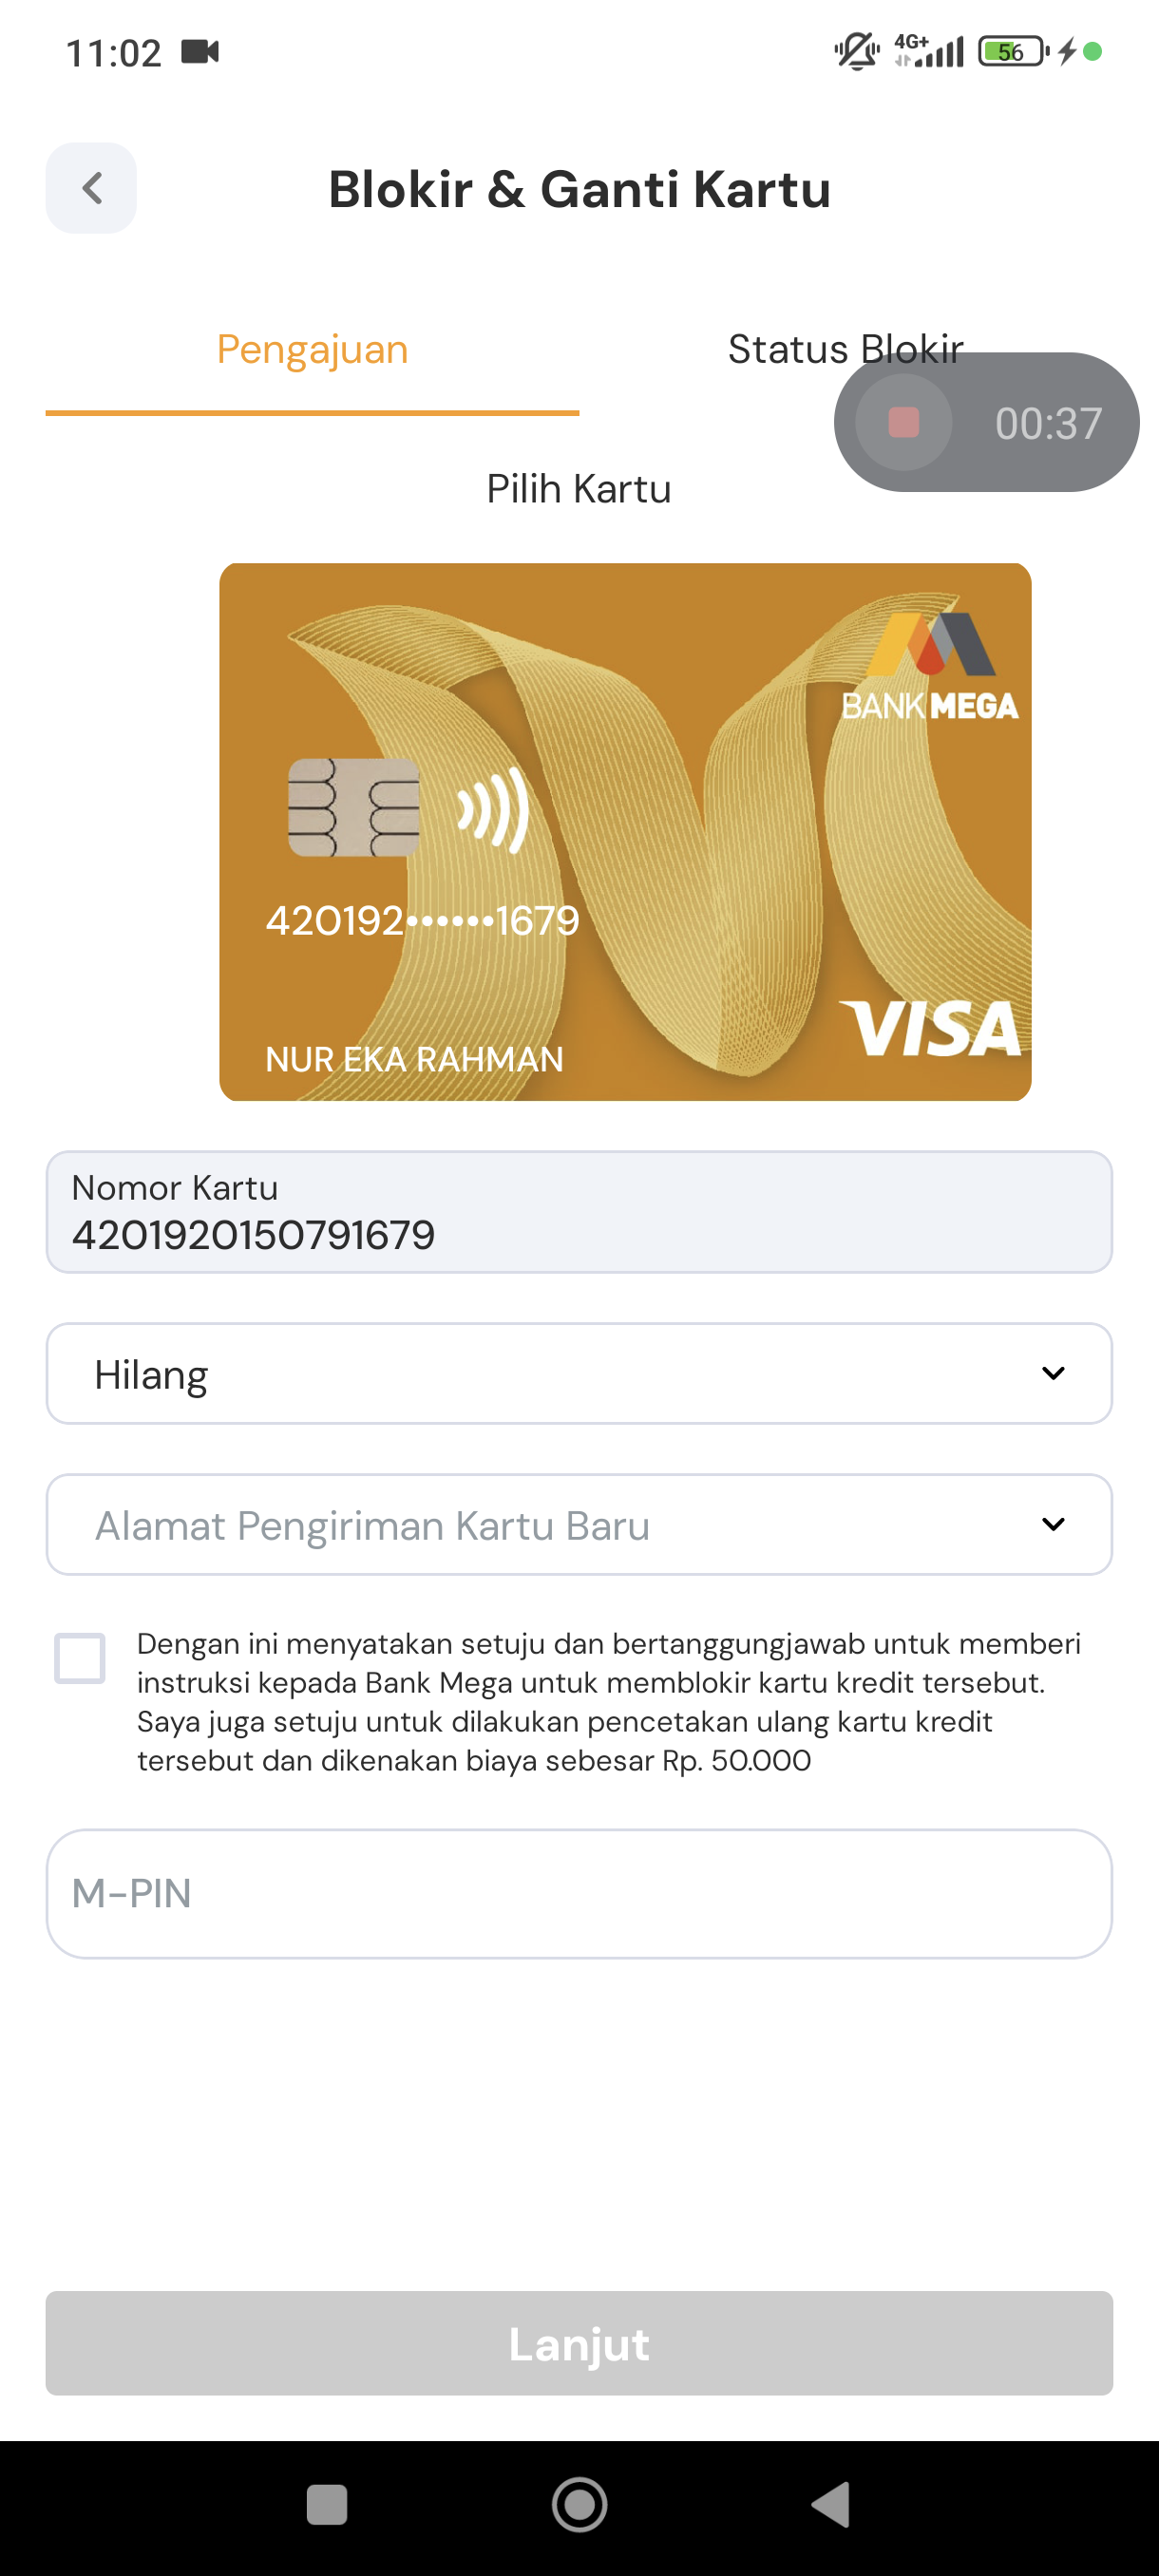 11:02
4G+
56
Blokir & Ganti Kartu
Pengajuan
Status Blokir
00:37
Pilih Kartu
BANK MEGA
420192••••••1679
VISA
NUR EKA RAHMAN
Nomor Kartu
4201920150791679
Hilang
Alamat Pengiriman Kartu Baru
Dengan ini menyatakan setuju dan bertanggungjawab untuk memberi
instruksi kepada Bank Mega untuk memblokir kartu kredit tersebut.
Saya juga setuju untuk dilakukan pencetakan ulang kartu kredit
tersebut dan dikenakan biaya sebesar Rp. 50.000
M-PIN
Lanjut